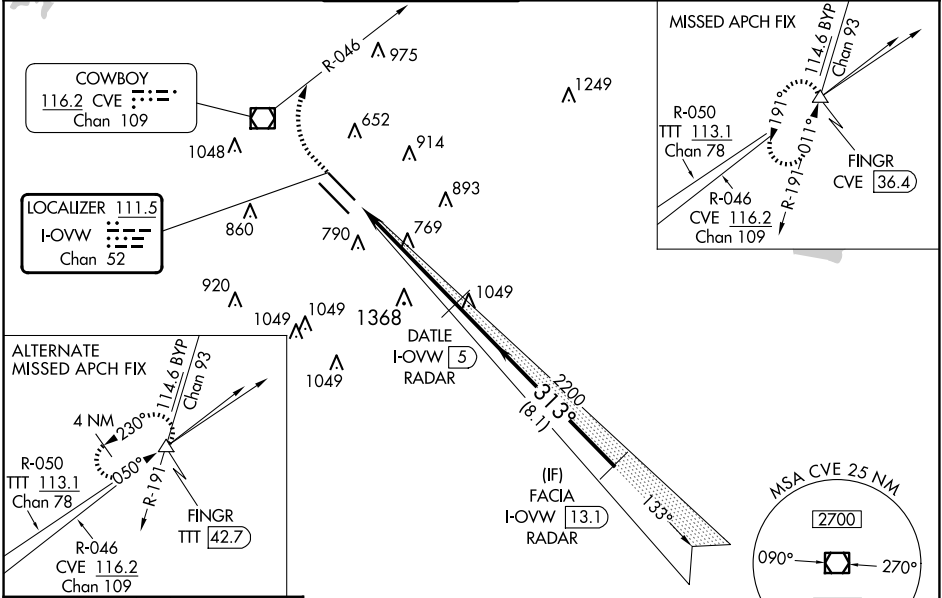 COWBOY
116.2 CVE
Chan 109
R-046
975
1249
1048
652
914
LOCALIZER 111.5
I-OVW
Chan 52
893
860
790
769
920
1049
1049
1368
1049
1049
DATLE
I-OVW 5
RADAR
2200
313°
(8.1)
(IF)
FACIA
I-OVW 13.1
RADAR
133°
MISSED APCH FIX
114.6 BYP
Chan 93
R-050
TTT 113.1
Chan 78
191°
R-191
011°
FINGR
CVE 36.4
R-046
CVE 116.2
Chan 109
ALTERNATE
MISSED APCH FIX
114.6 BYP
Chan 93
4 NM
230°
050°
R-050
TTT 113.1
Chan 78
R-191
FINGR
TTT 42.7
R-046
CVE 116.2
Chan 109
MSA CVE 25 NM
2700
090°
270°